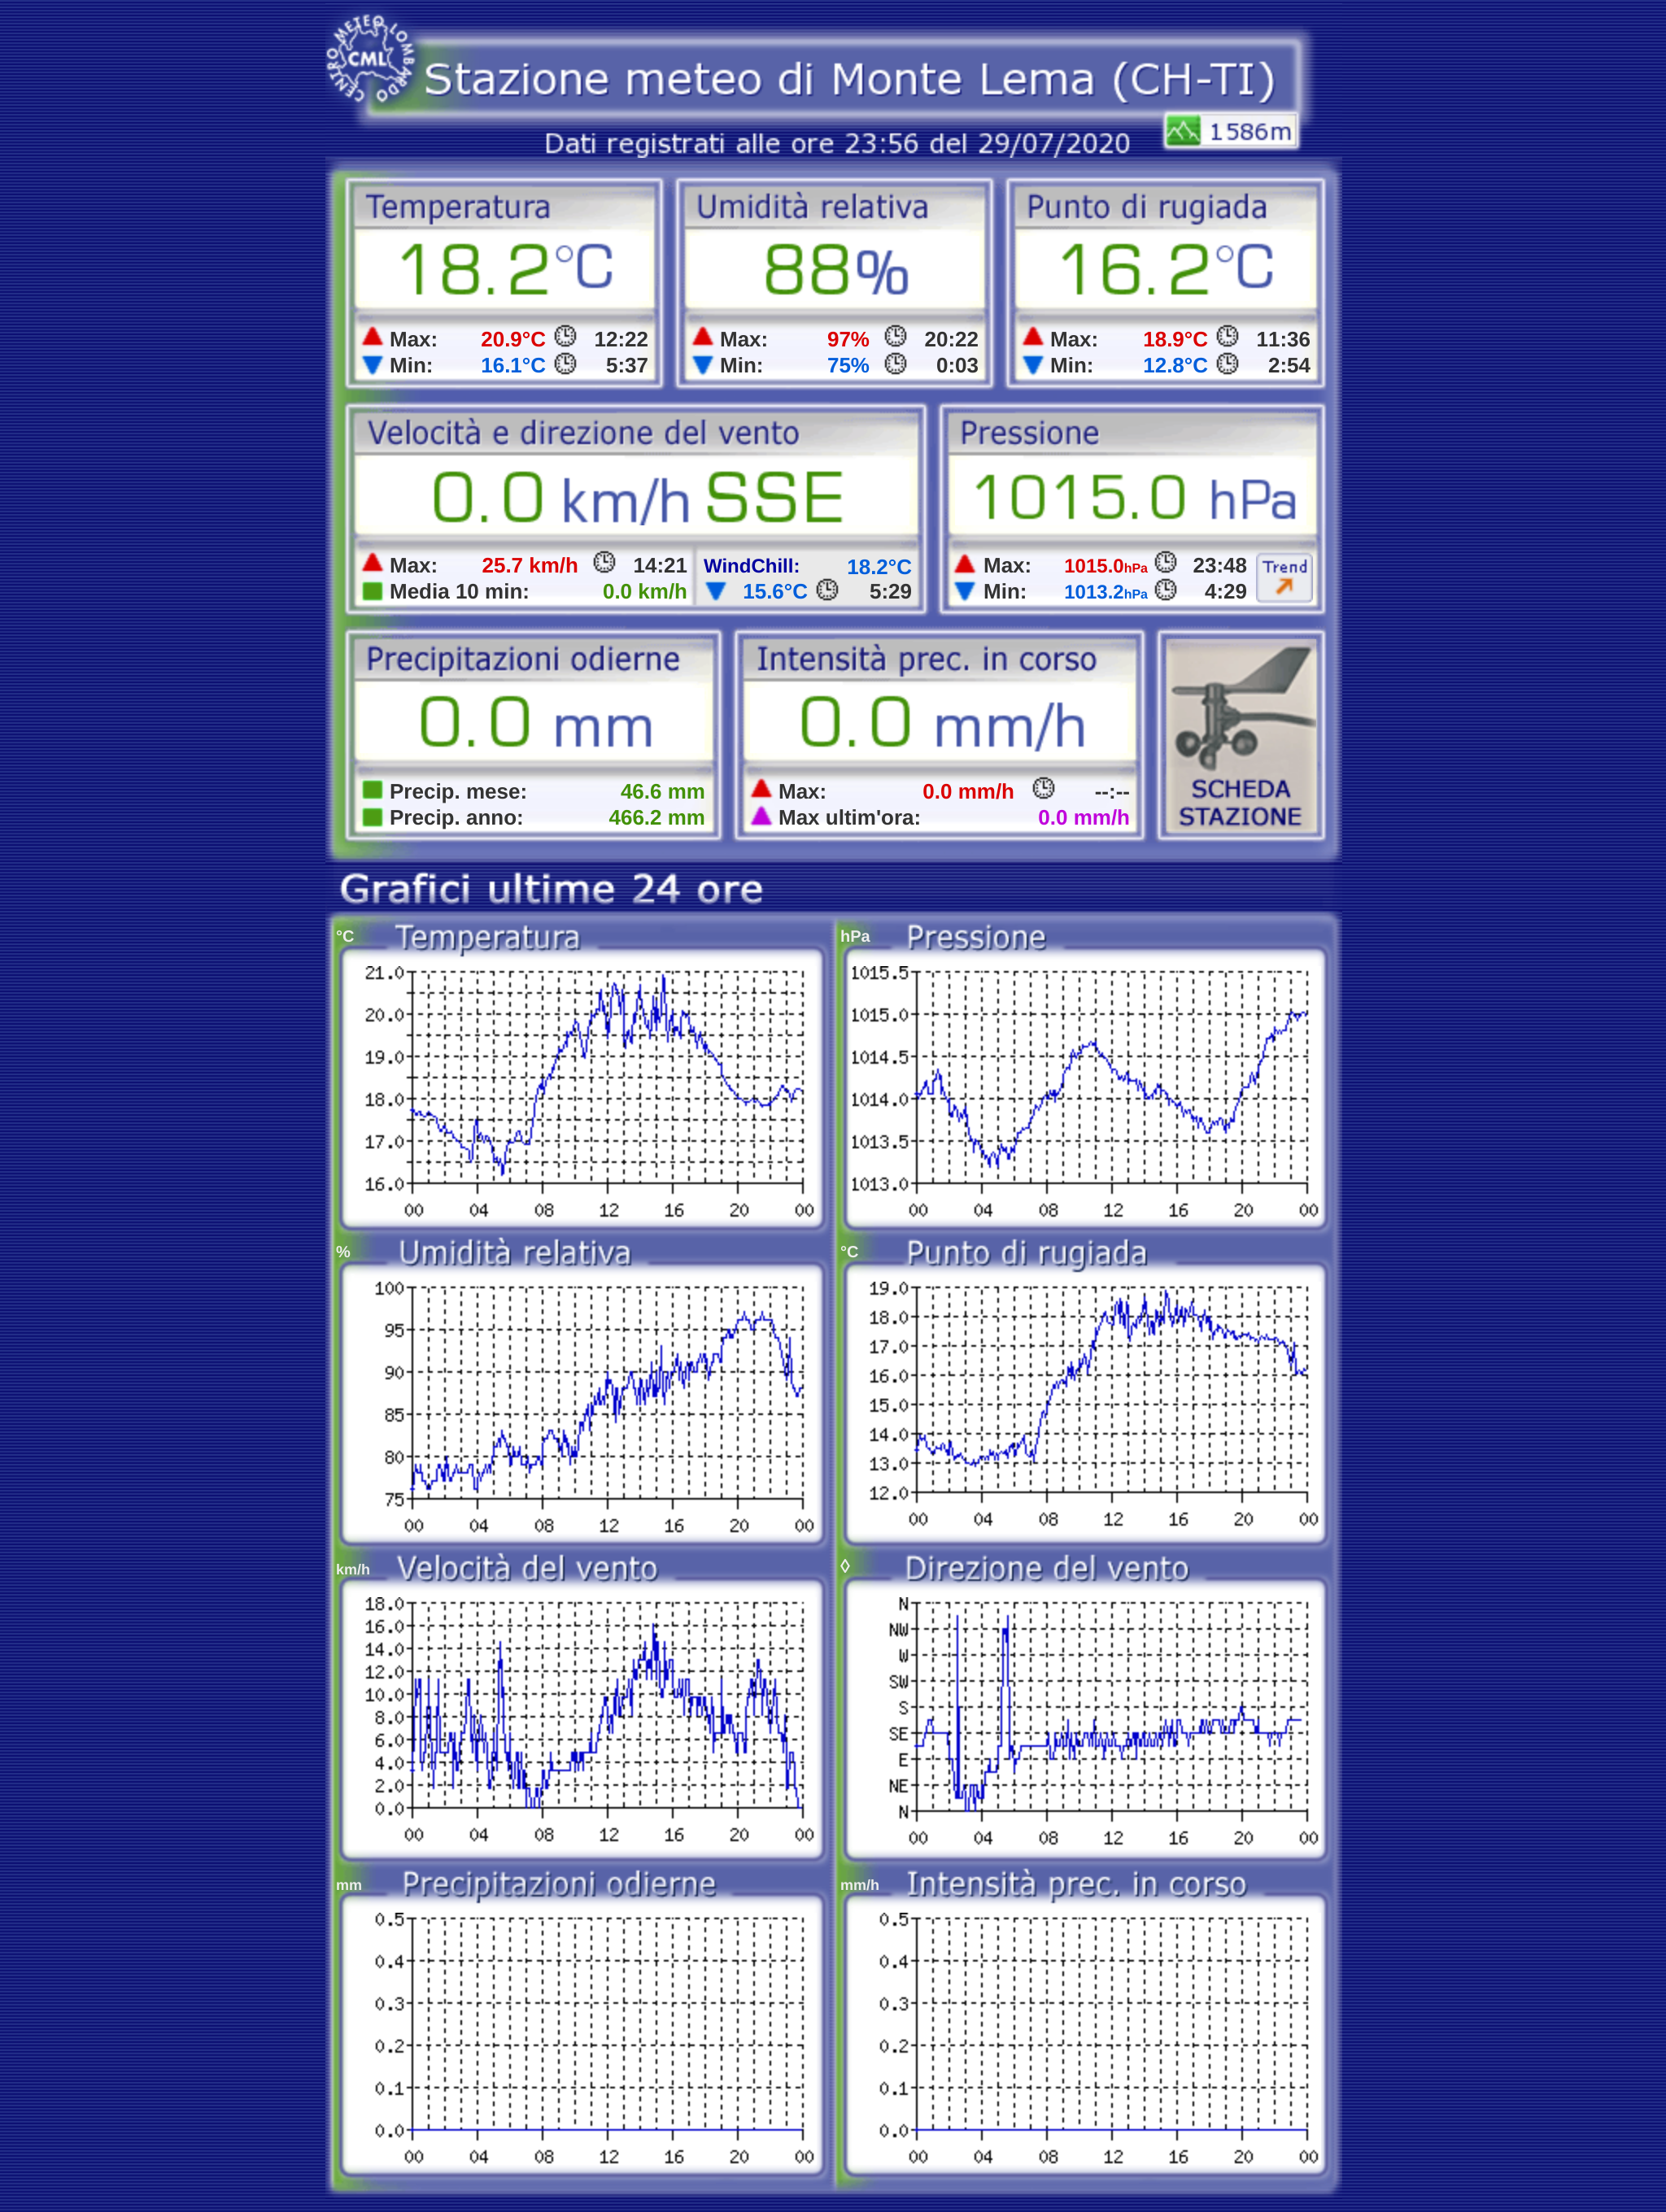 CENTRO METEO LOMBARDO
CML
Stazione meteo di Monte Lema (CH-TI)
Dati registrati alle ore 23:56 del 29/07/2020
1586m
Temperatura
18.2°C
Max: 20.9°C 12:22
Min: 16.1°C 5:37
Umidità relativa
88%
Max: 97% 20:22
Min: 75% 0:03
Punto di rugiada
16.2°C
Max: 18.9°C 11:36
Min: 12.8°C 2:54
Velocità e direzione del vento
0.0 km/h SSE
Max: 25.7 km/h 14:21
Media 10 min: 0.0 km/h
WindChill: 18.2°C
15.6°C 5:29
Pressione
1015.0 hPa
Max: 1015.0hPa 23:48
Min: 1013.2hPa 4:29
Trend
Precipitazioni odierne
0.0 mm
Precip. mese: 46.6 mm
Precip. anno: 466.2 mm
Intensità prec. in corso
0.0 mm/h
Max: 0.0 mm/h --:--
Max ultim'ora: 0.0 mm/h
SCHEDA
STAZIONE
Grafici ultime 24 ore
°C Temperatura
21.0
20.0
19.0
18.0
17.0
16.0
00 04 08 12 16 20 00
hPa Pressione
1015.5
1015.0
1014.5
1014.0
1013.5
1013.0
00 04 08 12 16 20 00
% Umidità relativa
100
95
90
85
80
75
00 04 08 12 16 20 00
°C Punto di rugiada
19.0
18.0
17.0
16.0
15.0
14.0
13.0
12.0
00 04 08 12 16 20 00
km/h Velocità del vento
18.0
16.0
14.0
12.0
10.0
8.0
6.0
4.0
2.0
0.0
00 04 08 12 16 20 00
◊ Direzione del vento
N
NW
W
SW
S
SE
E
NE
N
00 04 08 12 16 20 00
mm Precipitazioni odierne
0.5
0.4
0.3
0.2
0.1
0.0
00 04 08 12 16 20 00
mm/h Intensità prec. in corso
0.5
0.4
0.3
0.2
0.1
0.0
00 04 08 12 16 20 00